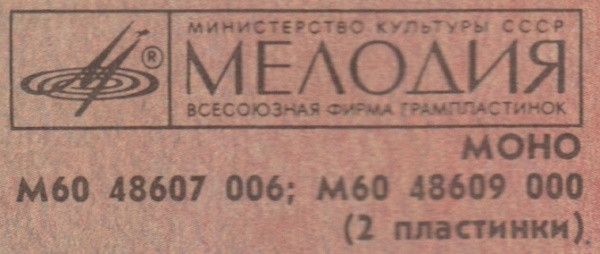 МИНИСТЕРСТВО КУЛЬТУРЫ СССР
МЕЛОДИЯ
®
ВСЕСОЮЗНАЯ ФИРМА ГРАМПЛАСТИНОК
МОНО
М60 48607 006; М60 48609 000
(2 пластинки)